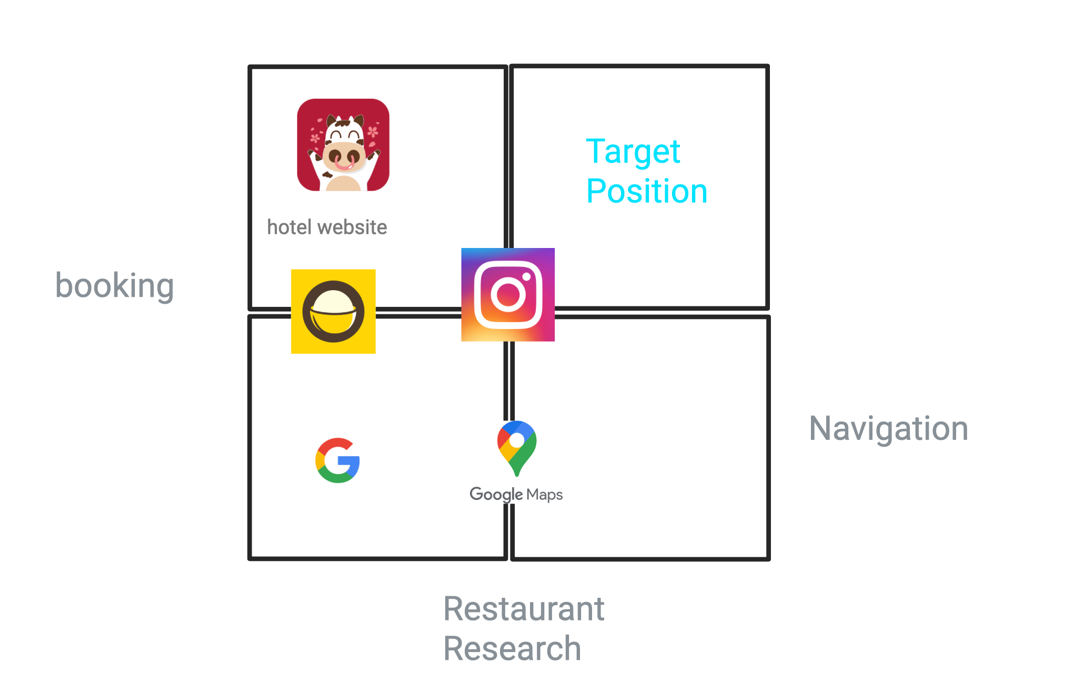 Target
Position
hotel website
booking
Google Maps
Navigation
Restaurant
Research